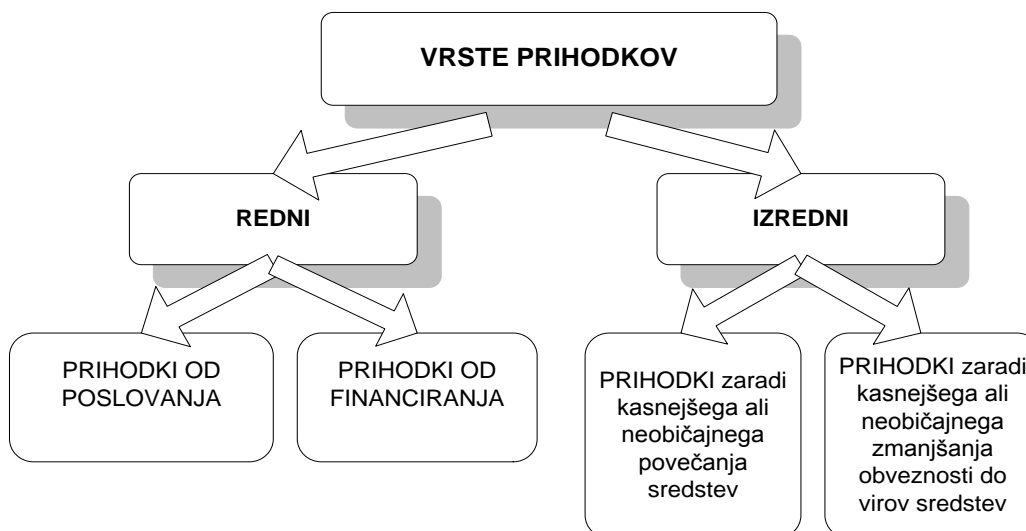 VRSTE PRIHODKOV
REDNI
IZREDNI
PRIHODKI OD
POSLOVANJA
PRIHODKI OD
FINANCIRANJA
PRIHODKI zaradi
kasnejšega ali
neobičajnega
povečanja
sredstev
PRIHODKI zaradi
kasnejšega ali
neobičajnega
zmanjšanja
obveznosti do
virov sredstev